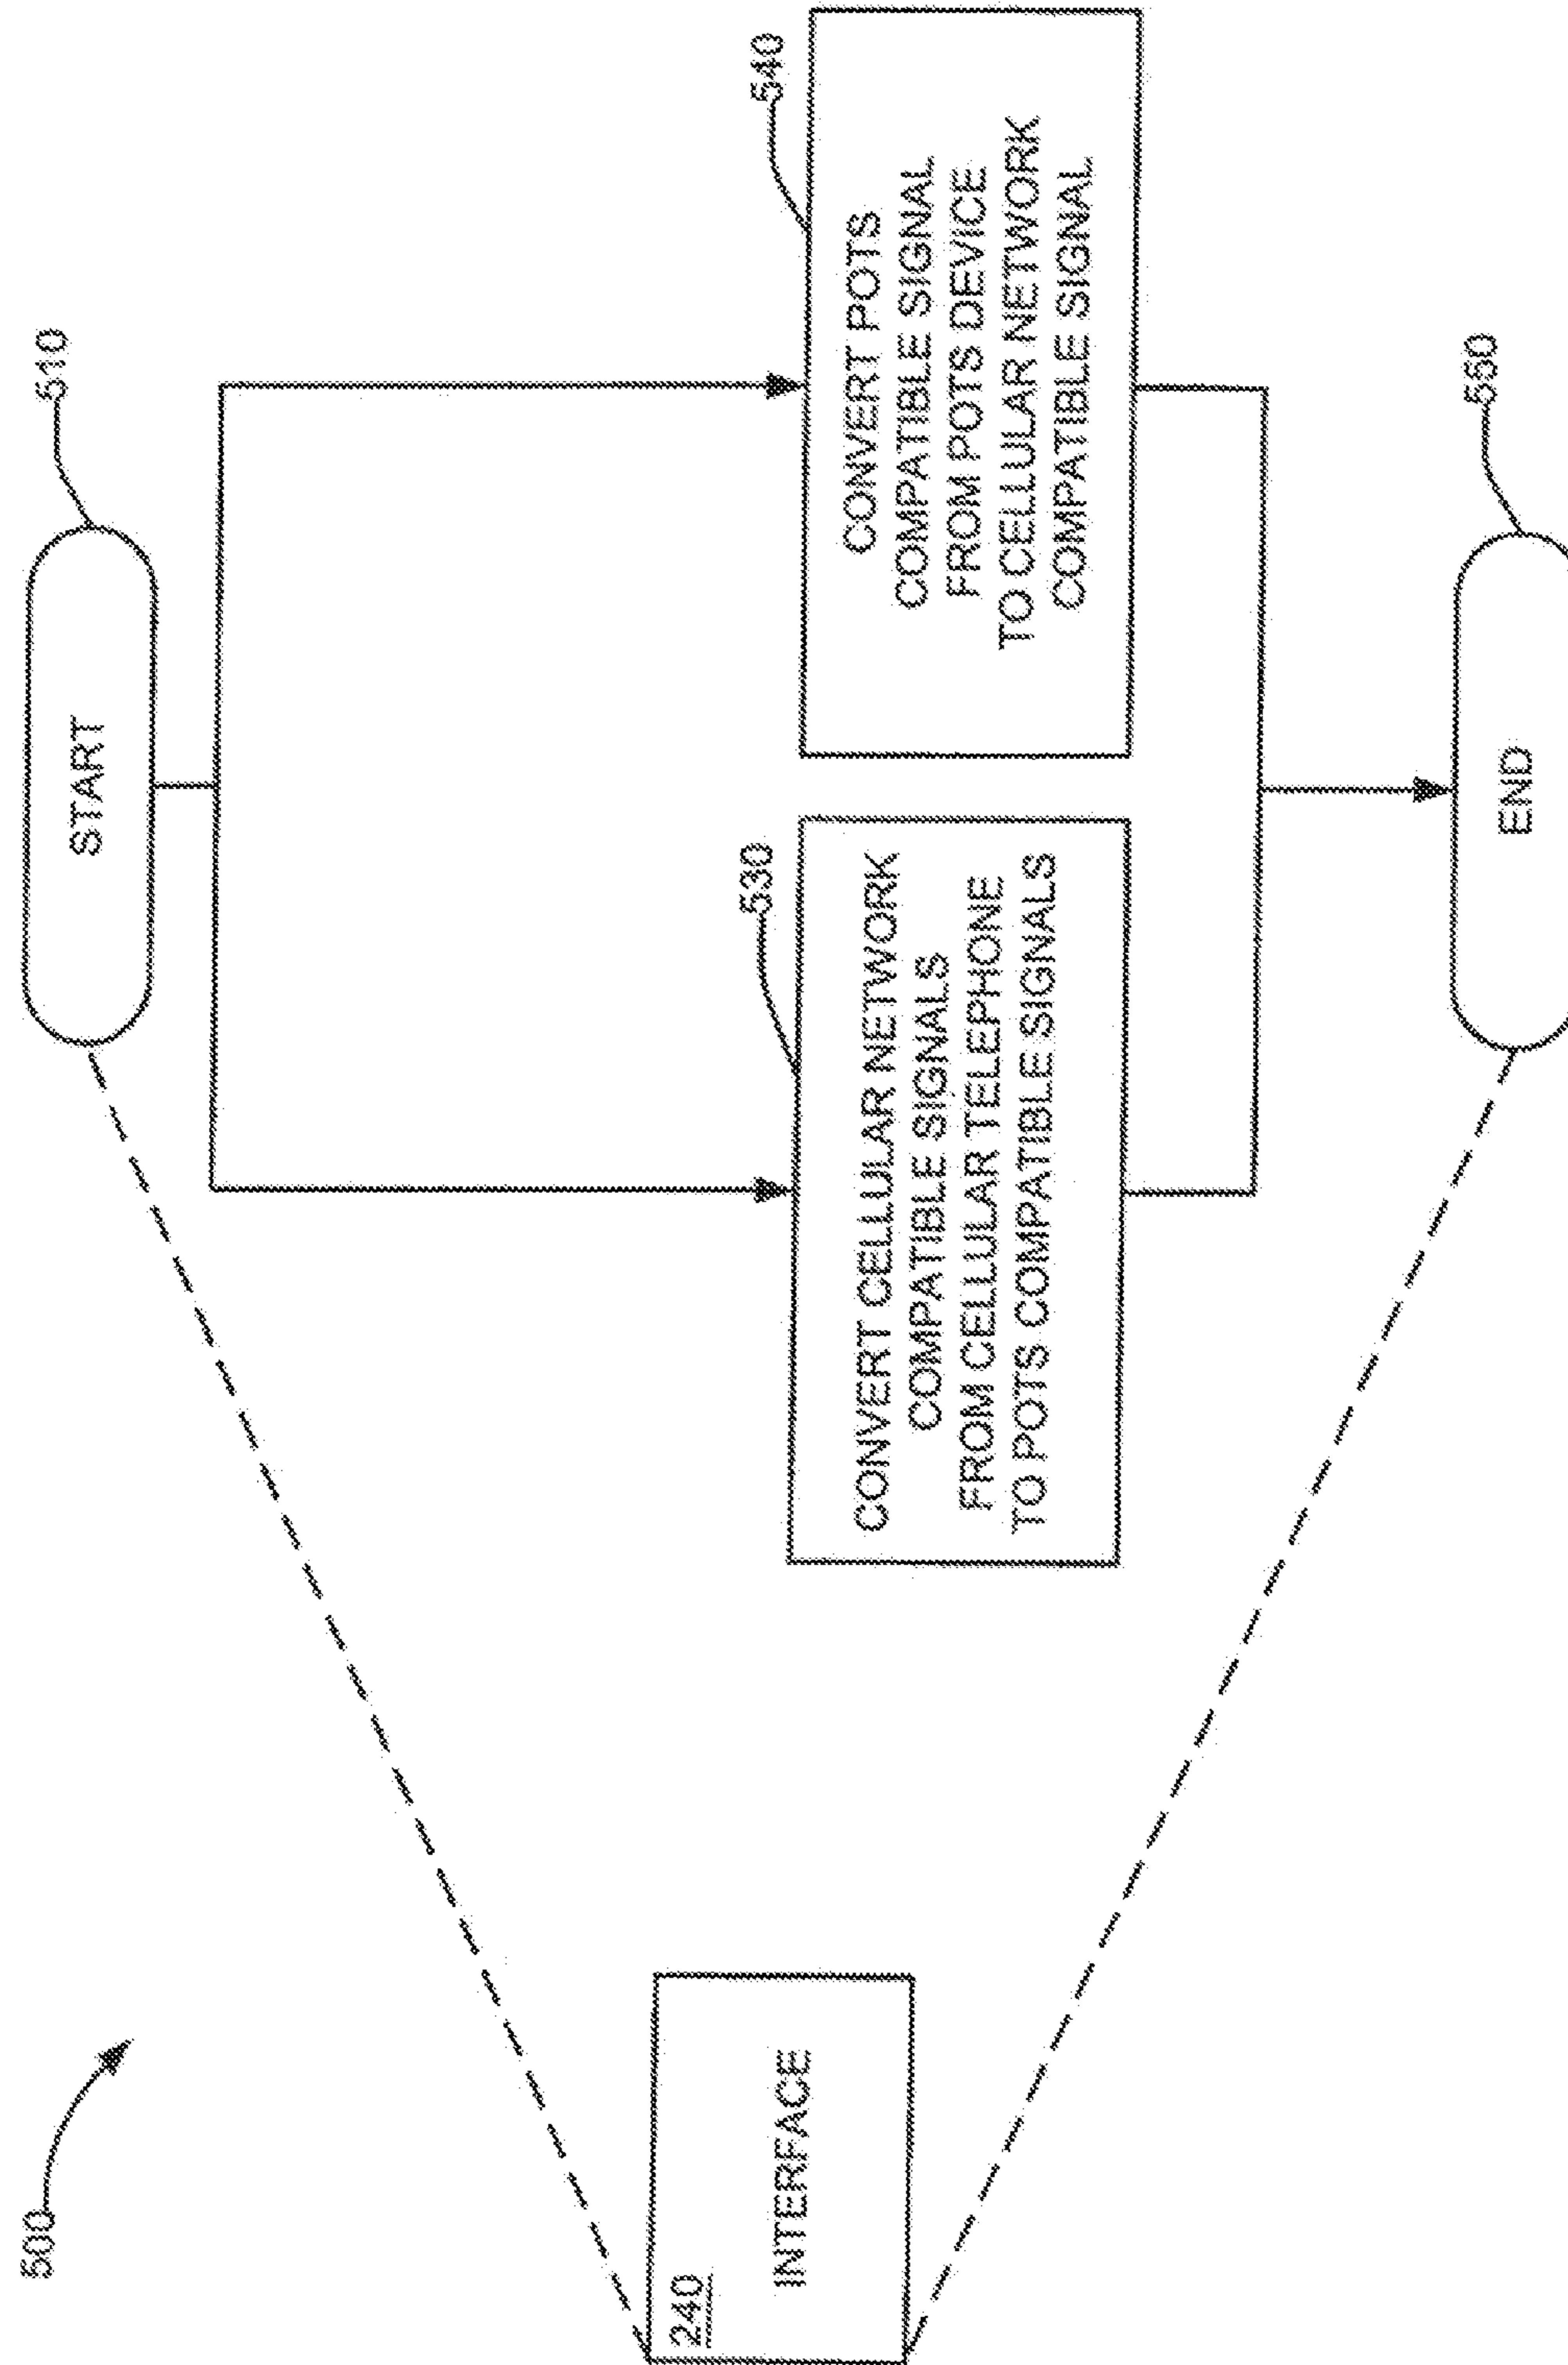 500
START
510
240
INTERFACE
530
CONVERT CELLULAR NETWORK
COMPATIBLE SIGNALS
FROM CELLULAR TELEPHONE
TO POTS COMPATIBLE SIGNALS
540
CONVERT POTS
COMPATIBLE SIGNAL
FROM POTS DEVICE
TO CELLULAR NETWORK
COMPATIBLE SIGNAL
END